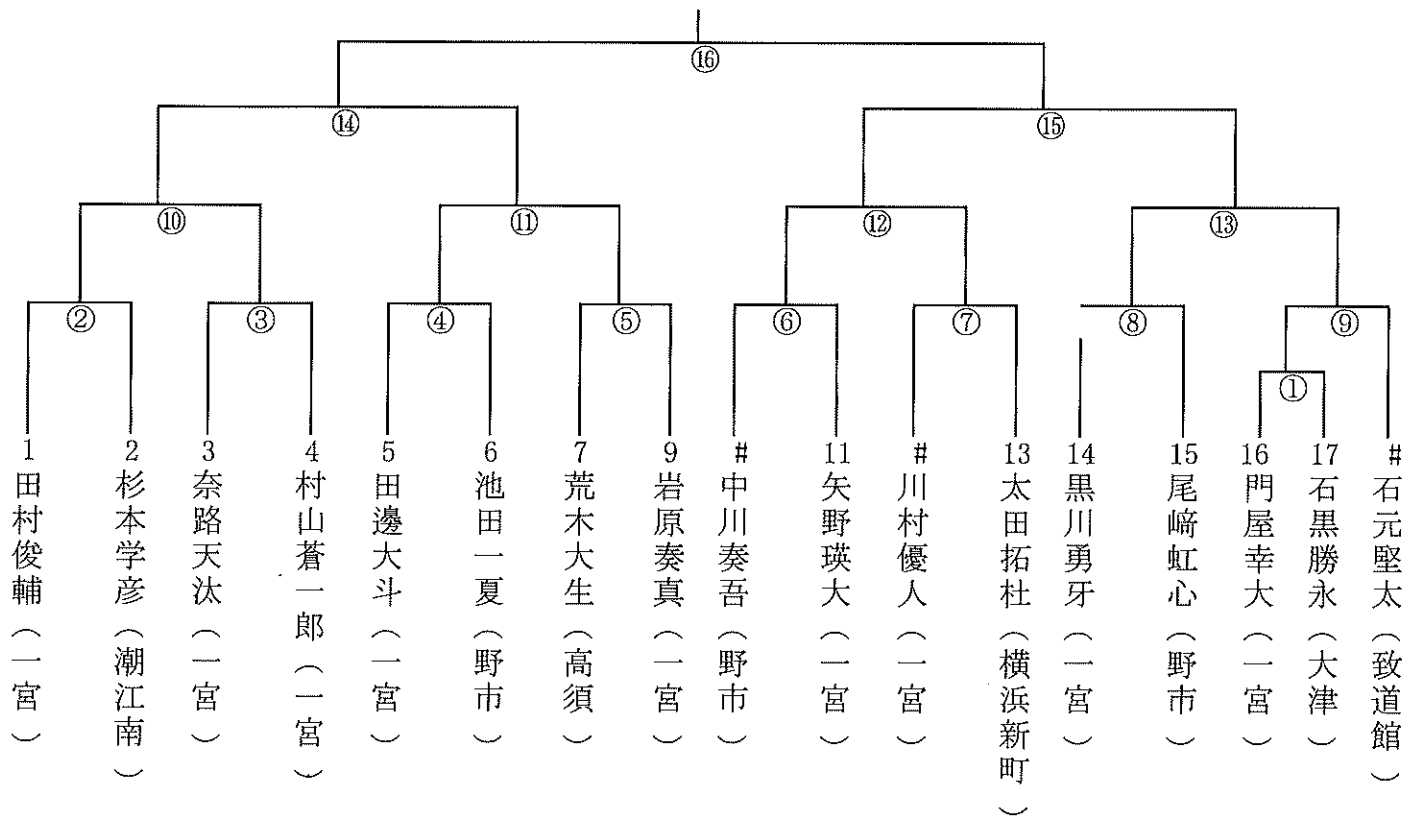 ⑯
⑭
⑮
⑩
⑪
⑫
⑬
②
③
④
⑤
⑥
⑦
⑧
⑨
①
1 田村俊輔（一宮）
2 杉本学彦（潮江南）
3 奈路天汰（一宮）
4 村山蒼一郎（一宮）
5 田邊大斗（一宮）
6 池田一夏（野市）
7 荒木大生（高須）
9 岩原奏真（一宮）
# 中川奏吾（野市）
11 矢野瑛大（一宮）
# 川村優人（一宮）
13 太田拓杜（横浜新町）
14 黒川勇牙（一宮）
15 尾﨑虹心（野市）
16 門屋幸大（一宮）
17 石黒勝永（大津）
# 石元堅太（致道館）